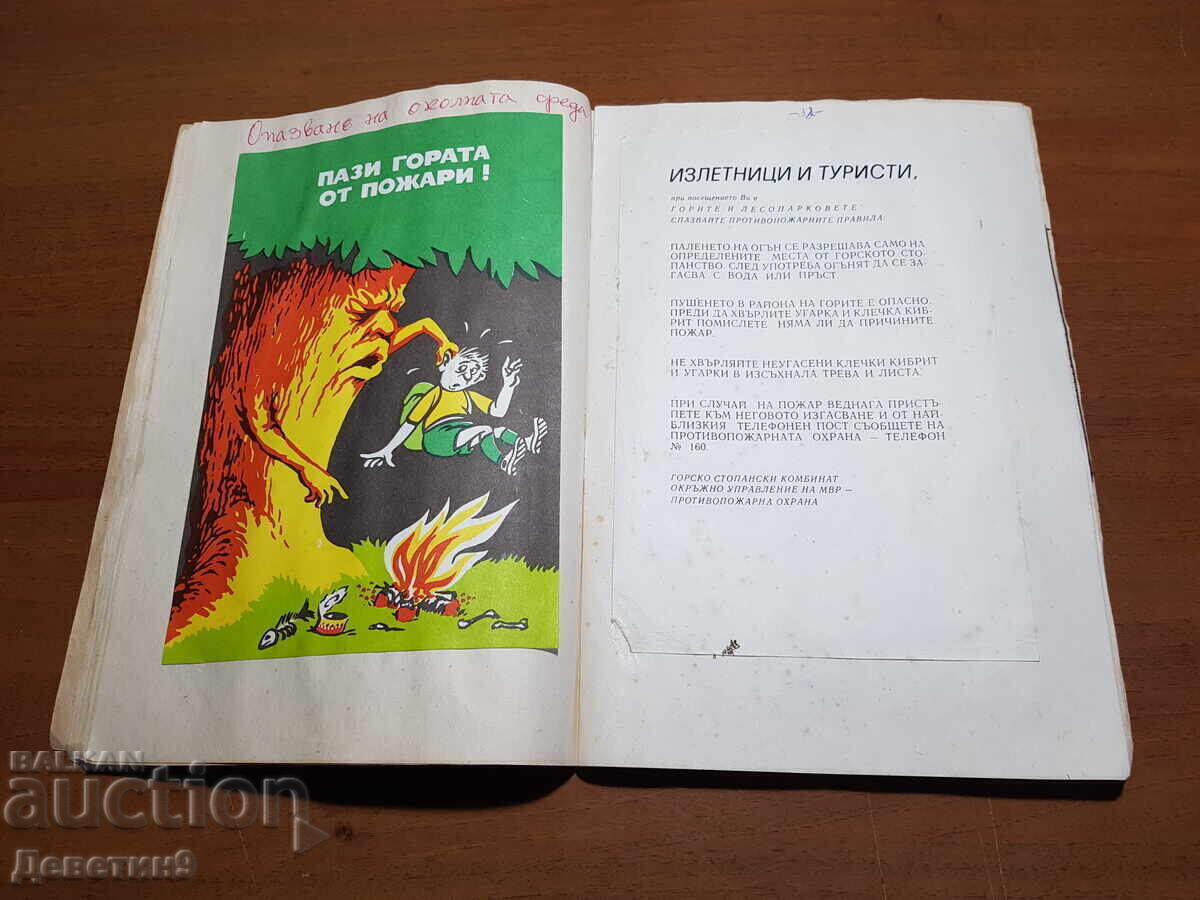 Опазване на околната среда
ПАЗИ ГОРАТА
ОТ ПОЖАРИ!
ИЗЛЕТНИЦИ И ТУРИСТИ,
при посещението Ви в
ГОРИТЕ И ЛЕСОПАРКОВЕТЕ
СПАЗВАЙТЕ ПРОТИВОПОЖАРНИТЕ ПРАВИЛА:
ПАЛЕНЕТО НА ОГЪН СЕ РАЗРЕШАВА САМО НА
ОПРЕДЕЛЕНИТЕ МЕСТА ОТ ГОРСКОТО СТО-
ПАНСТВО. СЛЕД УПОТРЕБА ОГЪНЯТ ДА СЕ ЗА-
ГАСВА С ВОДА ИЛИ ПРЪСТ.
ПУШЕНЕТО В РАЙОНА НА ГОРИТЕ Е ОПАСНО.
ПРЕДИ ДА ХВЪРЛИТЕ УГАРКА И КЛЕЧКА КИБ-
РИТ ПОМИСЛЕТЕ НЯМА ЛИ ДА ПРИЧИНИТЕ
ПОЖАР.
НЕ ХВЪРЛЯЙТЕ НЕУГАСЕНИ КЛЕЧКИ КИБРИТ
И УГАРКИ В ИЗСЪХНАЛА ТРЕВА И ЛИСТА.
ПРИ СЛУЧАЙ НА ПОЖАР ВЕДНАГА ПРИСТЪ-
ПЕТЕ КЪМ НЕГОВОТО ИЗГАСВАНЕ И ОТ НАЙ-
БЛИЗКИЯ ТЕЛЕФОНЕН ПОСТ СЪОБЩЕТЕ НА
ПРОТИВОПОЖАРНАТА ОХРАНА — ТЕЛЕФОН
№ 160.
ГОРСКО СТОПАНСКИ КОМБИНАТ
ОКРЪЖНО УПРАВЛЕНИЕ НА МВР —
ПРОТИВОПОЖАРНА ОХРАНА
BALKAN
auction
Деветин9